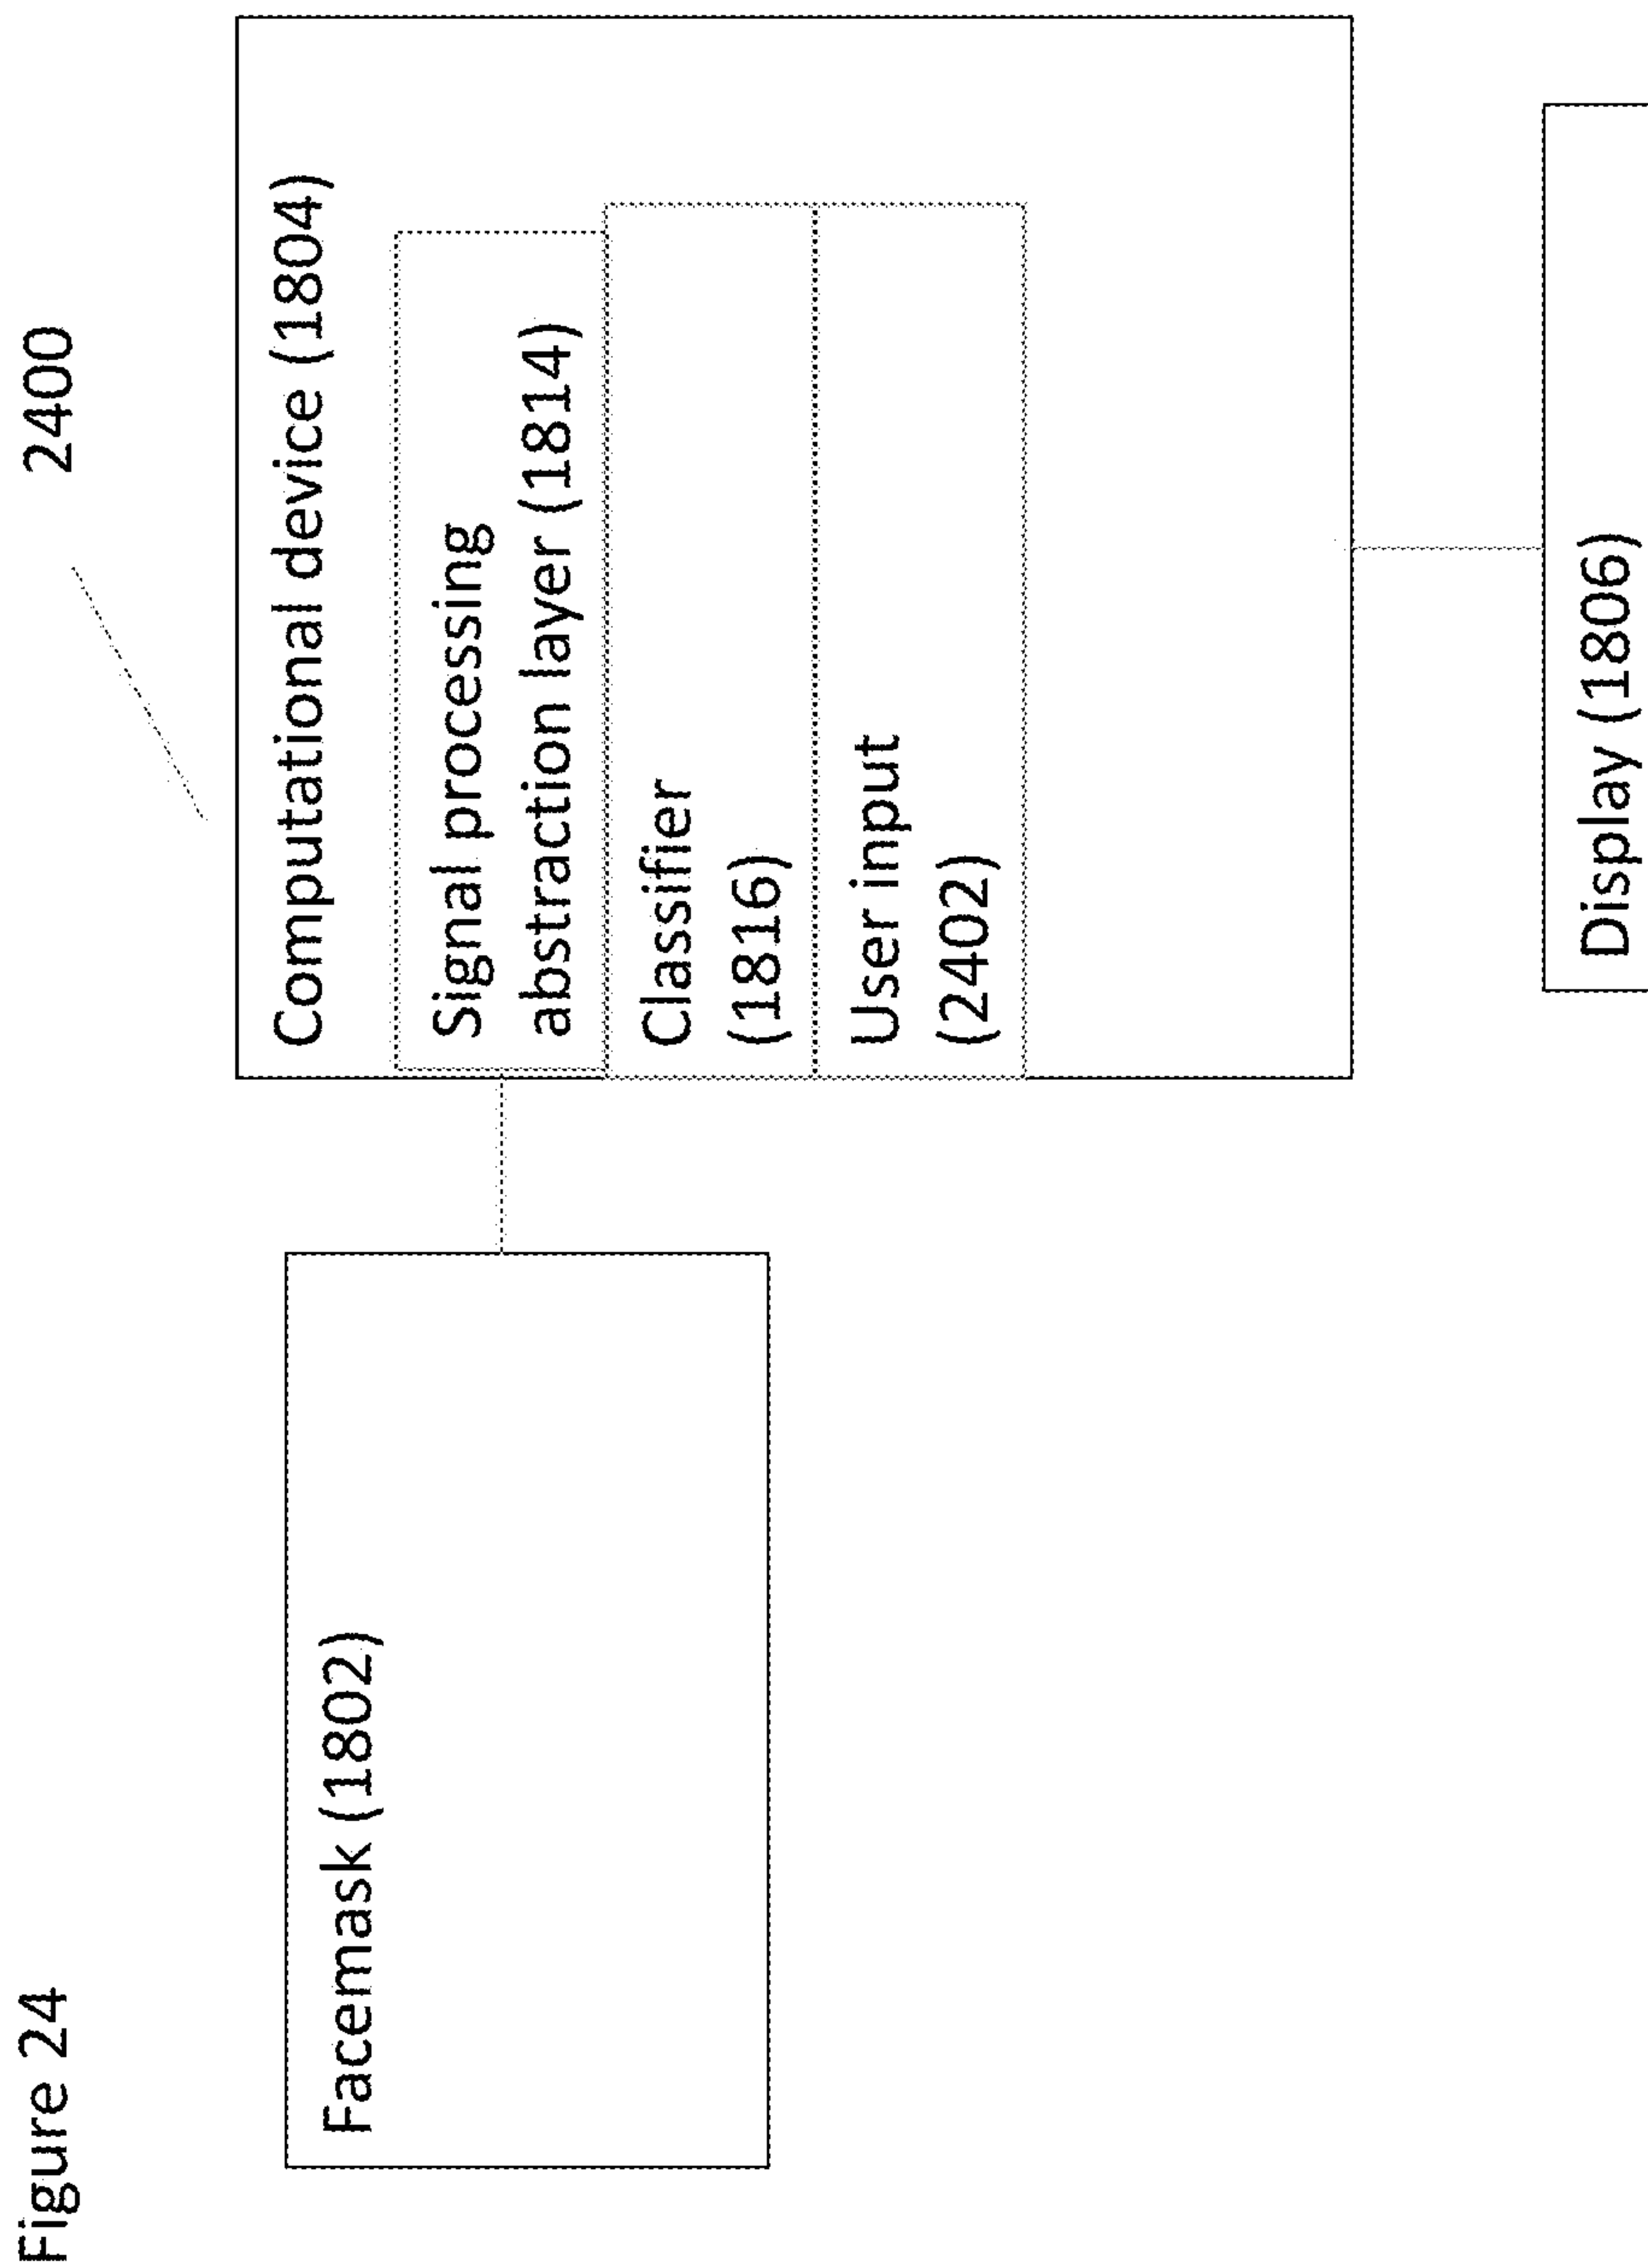 Figure 24
2400
Facemask (1802)
Computational device (1804)
Signal processing
abstraction layer (1814)
Classifier
(1816)
User input
(2402)
Display (1806)